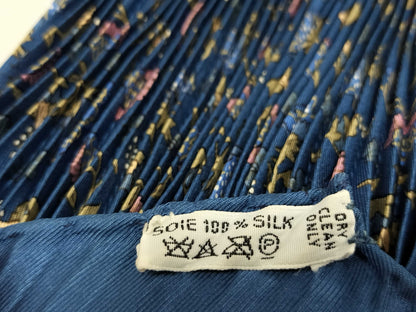 SOIE 100 % SILK
P
DRY
CLEAN
ONLY